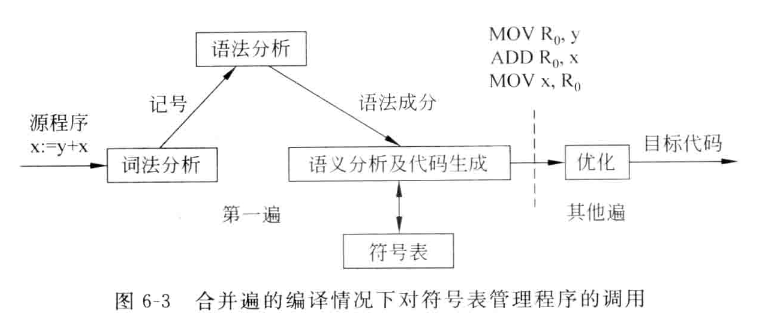 语法分析
MOV R₀, y
ADD R₀, x
MOV x, R₀
记号
语法成分
源程序
x:=y+x
词法分析
语义分析及代码生成
优化
目标代码
第一遍
其他遍
符号表
图 6-3 合并遍的编译情况下对符号表管理程序的调用